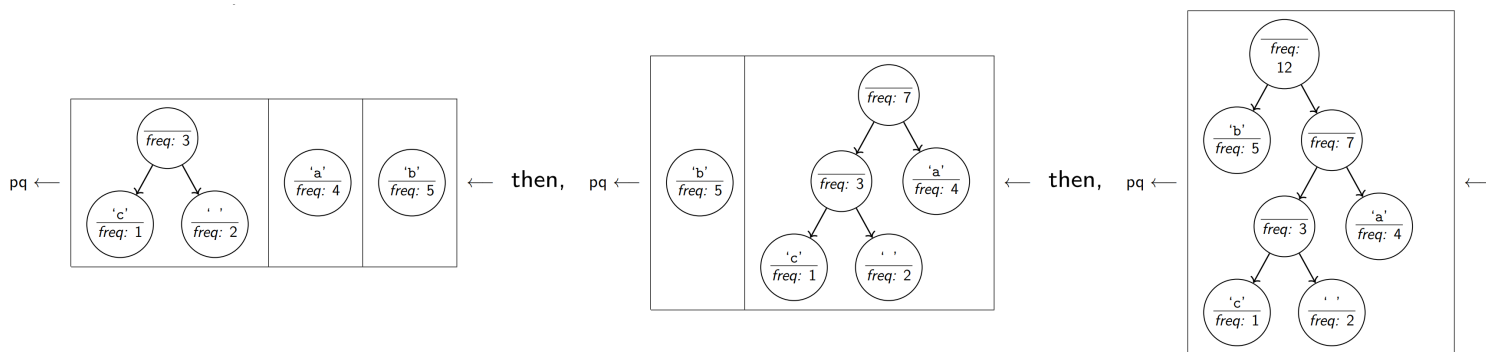 pq
freq: 3
'c'
freq: 1
' '
freq: 2
'a'
freq: 4
'b'
freq: 5
then,
pq
'b'
freq: 5
freq: 7
freq: 3
'a'
freq: 4
'c'
freq: 1
' '
freq: 2
then,
pq
freq:
12
'b'
freq: 5
freq: 7
freq: 3
'a'
freq: 4
'c'
freq: 1
' '
freq: 2